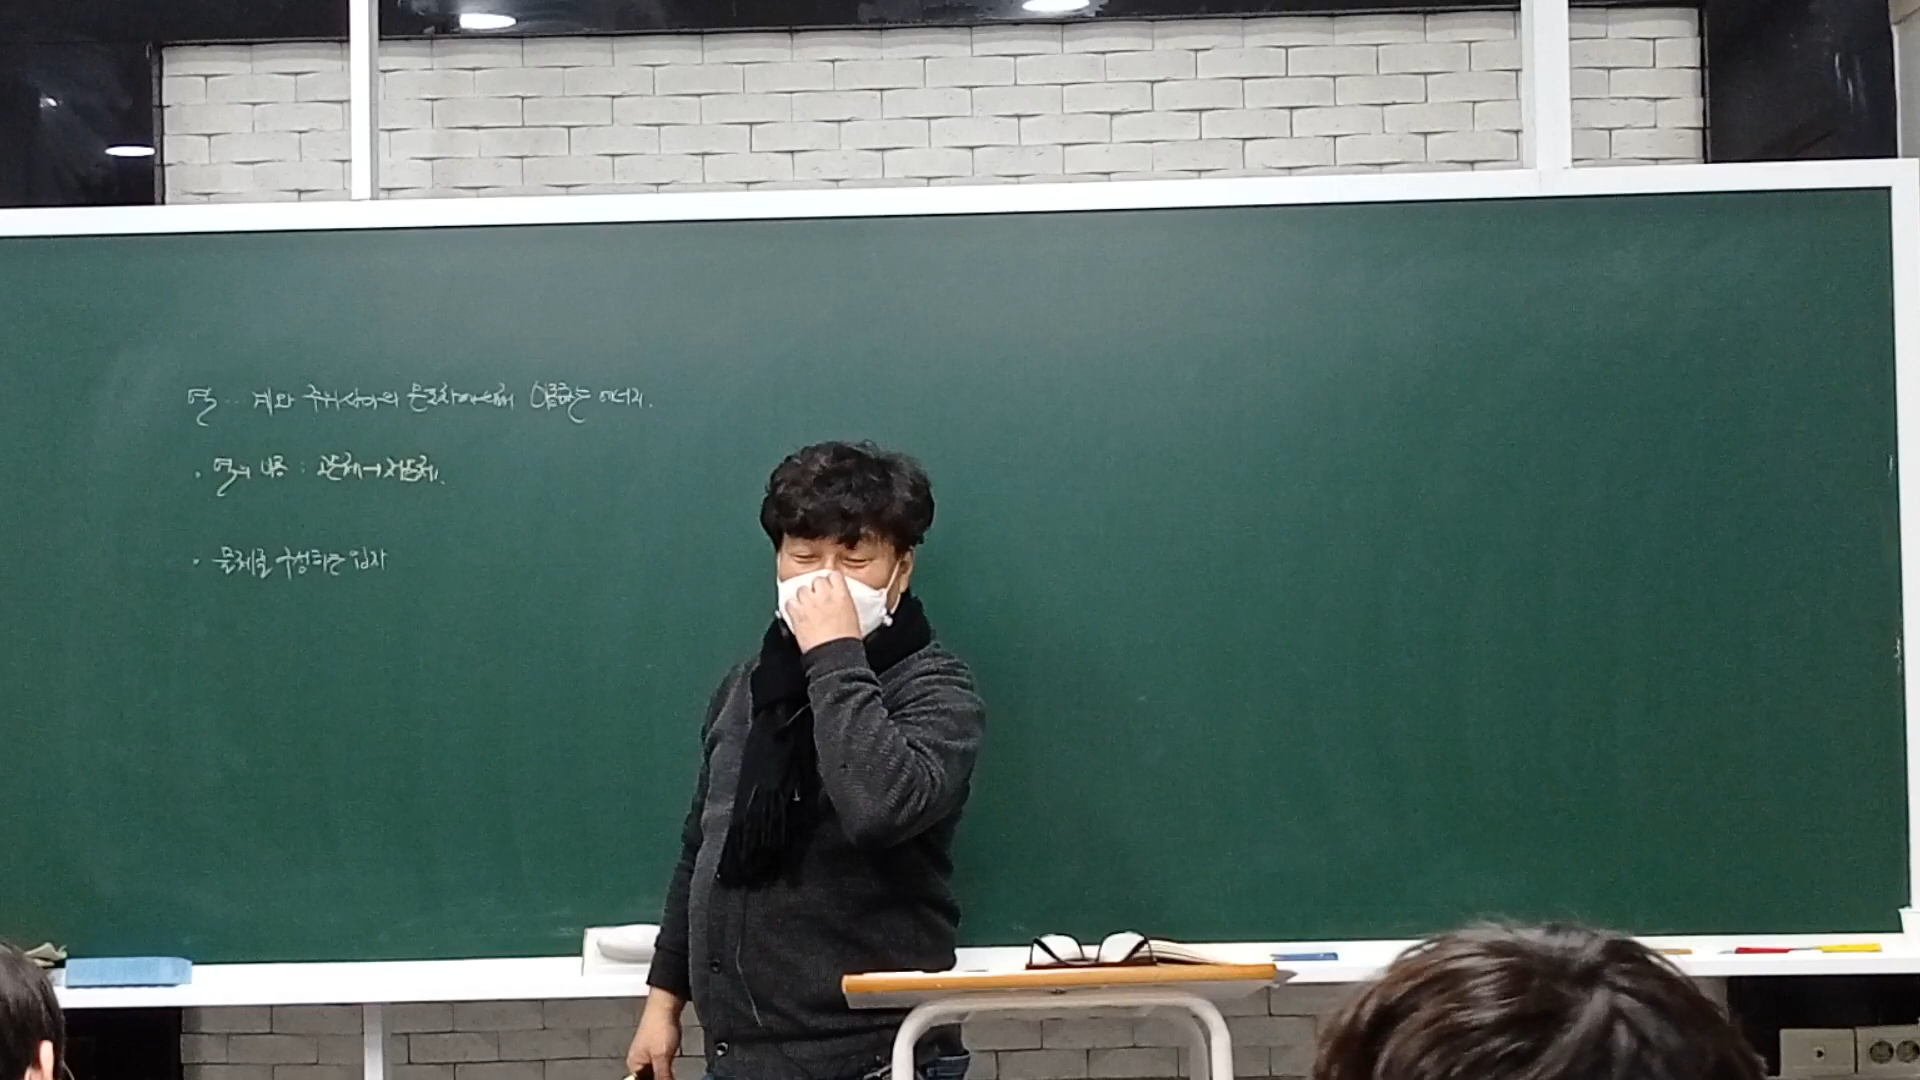 열... 계와 주위 사이의 온도차에 의해 이동하는 에너지.
· 열의 이동 : 고온체→저온체.
· 물체를 구성하는 입자